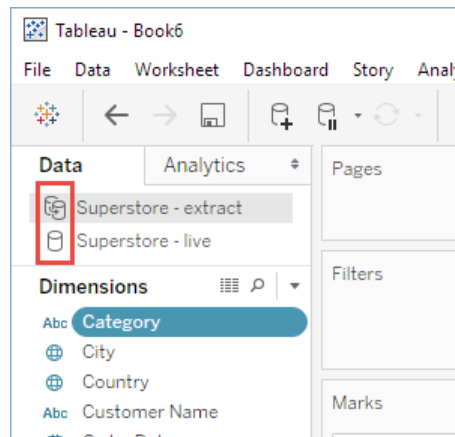 Tableau - Book6
File Data Worksheet Dashboard Story Analy
Data Analytics Pages
Superstore - extract
Superstore - live
Dimensions Filters
Abc Category
City
Country Marks
Abc Customer Name